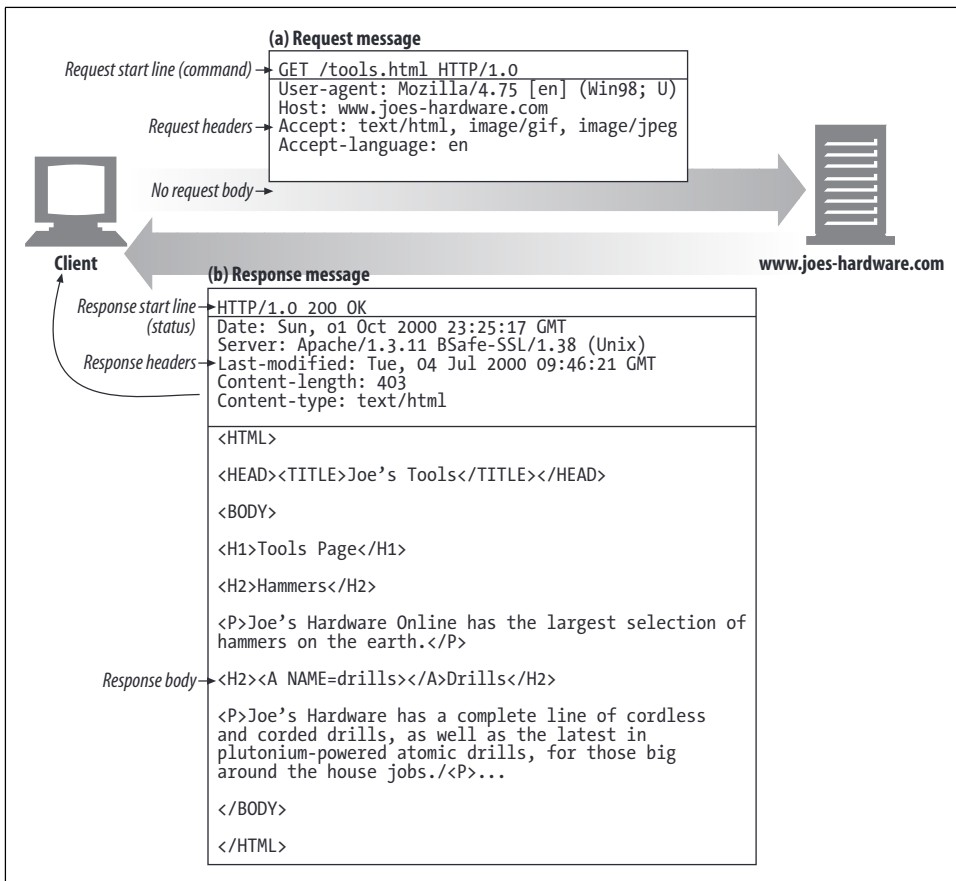 (a) Request message
Request start line (command)
GET /tools.html HTTP/1.0
User-agent: Mozilla/4.75 [en] (Win98; U)
Host: www.joes-hardware.com
Request headers
Accept: text/html, image/gif, image/jpeg
Accept-language: en
No request body
Client
www.joes-hardware.com
(b) Response message
Response start line
(status)
HTTP/1.0 200 OK
Date: Sun, o1 Oct 2000 23:25:17 GMT
Server: Apache/1.3.11 BSafe-SSL/1.38 (Unix)
Response headers
Last-modified: Tue, 04 Jul 2000 09:46:21 GMT
Content-length: 403
Content-type: text/html
<HTML>
<HEAD><TITLE>Joe’s Tools</TITLE></HEAD>
<BODY>
<H1>Tools Page</H1>
<H2>Hammers</H2>
<P>Joe’s Hardware Online has the largest selection of
hammers on the earth.</P>
Response body
<H2><A NAME=drills></A>Drills</H2>
<P>Joe’s Hardware has a complete line of cordless
and corded drills, as well as the latest in
plutonium-powered atomic drills, for those big
around the house jobs./<P>...
</BODY>
</HTML>